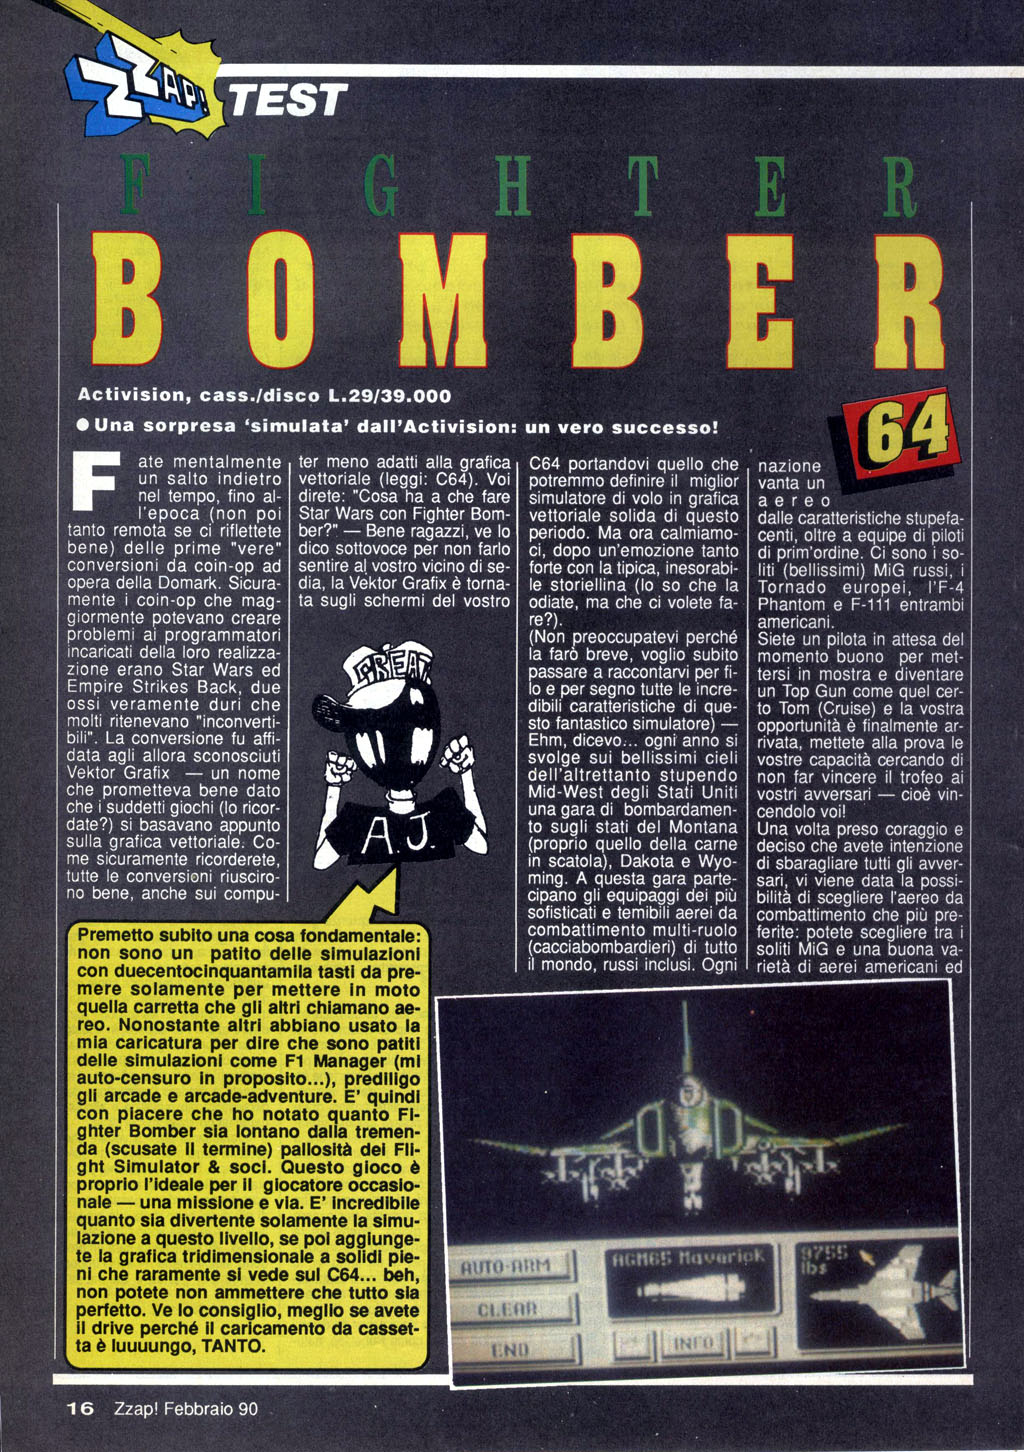 ZZAP!
TEST
FIGHTER
BOMBER
Activision, cass./disco L.29/39.000
● Una sorpresa 'simulata' dall'Activision: un vero successo!
64
Fate mentalmente
un salto indietro
nel tempo, fino al-
l'epoca (non poi
tanto remota se ci riflettete
bene) delle prime "vere"
conversioni da coin-op ad
opera della Domark. Sicura-
mente i coin-op che mag-
giormente potevano creare
problemi ai programmatori
incaricati della loro realizza-
zione erano Star Wars ed
Empire Strikes Back, due
ossi veramente duri che
molti ritenevano "inconverti-
bili". La conversione fu affi-
data agli allora sconosciuti
Vektor Grafix — un nome
che prometteva bene dato
che i suddetti giochi (lo ricor-
date?) si basavano appunto
sulla grafica vettoriale. Co-
me sicuramente ricorderete,
tutte le conversioni riusciro-
no bene, anche sui compu-
ter meno adatti alla grafica
vettoriale (leggi: C64). Voi
direte: "Cosa ha a che fare
Star Wars con Fighter Bom-
ber?" — Bene ragazzi, ve lo
dico sottovoce per non farlo
sentire al vostro vicino di se-
dia, la Vektor Grafix è torna-
ta sugli schermi del vostro
C64 portandovi quello che
potremmo definire il miglior
simulatore di volo in grafica
vettoriale solida di questo
periodo. Ma ora calmiamo-
ci, dopo un'emozione tanto
forte con la tipica, inesorabi-
le storiellina (lo so che la
odiate, ma che ci volete fa-
re?).
(Non preoccupatevi perché
la farò breve, voglio subito
passare a raccontarvi per fi-
lo e per segno tutte le incre-
dibili caratteristiche di que-
sto fantastico simulatore) —
Ehm, dicevo... ogni anno si
svolge sui bellissimi cieli
dell'altrettanto stupendo
Mid-West degli Stati Uniti
una gara di bombardamen-
to sugli stati del Montana
(proprio quello della carne
in scatola), Dakota e Wyo-
ming. A questa gara parte-
cipano gli equipaggi dei più
sofisticati e temibili aerei da
combattimento multi-ruolo
(cacciabombardieri) di tutto
il mondo, russi inclusi. Ogni
nazione
vanta un
aereo
dalle caratteristiche stupefa-
centi, oltre a equipe di piloti
di prim'ordine. Ci sono i so-
liti (bellissimi) MiG russi, i
Tornado europei, l'F-4
Phantom e F-111 entrambi
americani.
Siete un pilota in attesa del
momento buono per met-
tersi in mostra e diventare
un Top Gun come quel cer-
to Tom (Cruise) e la vostra
opportunità è finalmente ar-
rivata, mettete alla prova le
vostre capacità cercando di
non far vincere il trofeo ai
vostri avversari — cioè vin-
cendolo voi!
Una volta preso coraggio e
deciso che avete intenzione
di sbaragliare tutti gli avver-
sari, vi viene data la possi-
bilità di scegliere l'aereo da
combattimento che più pre-
ferite: potete scegliere tra i
soliti MiG e una buona va-
rietà di aerei americani ed
GREAT
A.J.
Premetto subito una cosa fondamentale:
non sono un patito delle simulazioni
con duecentocinquantamila tasti da pre-
mere solamente per mettere in moto
quella carretta che gli altri chiamano ae-
reo. Nonostante altri abbiano usato la
mia caricatura per dire che sono patiti
delle simulazioni come F1 Manager (mi
auto-censuro in proposito...), prediligo
gli arcade e arcade-adventure. E' quindi
con piacere che ho notato quanto Fi-
ghter Bomber sia lontano dalla tremen-
da (scusate il termine) pallosità dei Fli-
ght Simulator & soci. Questo gioco è
proprio l'ideale per il giocatore occasio-
nale — una missione e via. E' incredibile
quanto sia divertente solamente la simu-
lazione a questo livello, se poi aggiunge-
te la grafica tridimensionale a solidi pie-
ni che raramente si vede sul C64... beh,
non potete non ammettere che tutto sia
perfetto. Ve lo consiglio, meglio se avete
il drive perché il caricamento da casset-
ta è luuuungo, TANTO.
AUTO-ARM
CLEAR
END
AGM65 Maverick
INFO
9755
lbs
16 Zzap! Febbraio 90